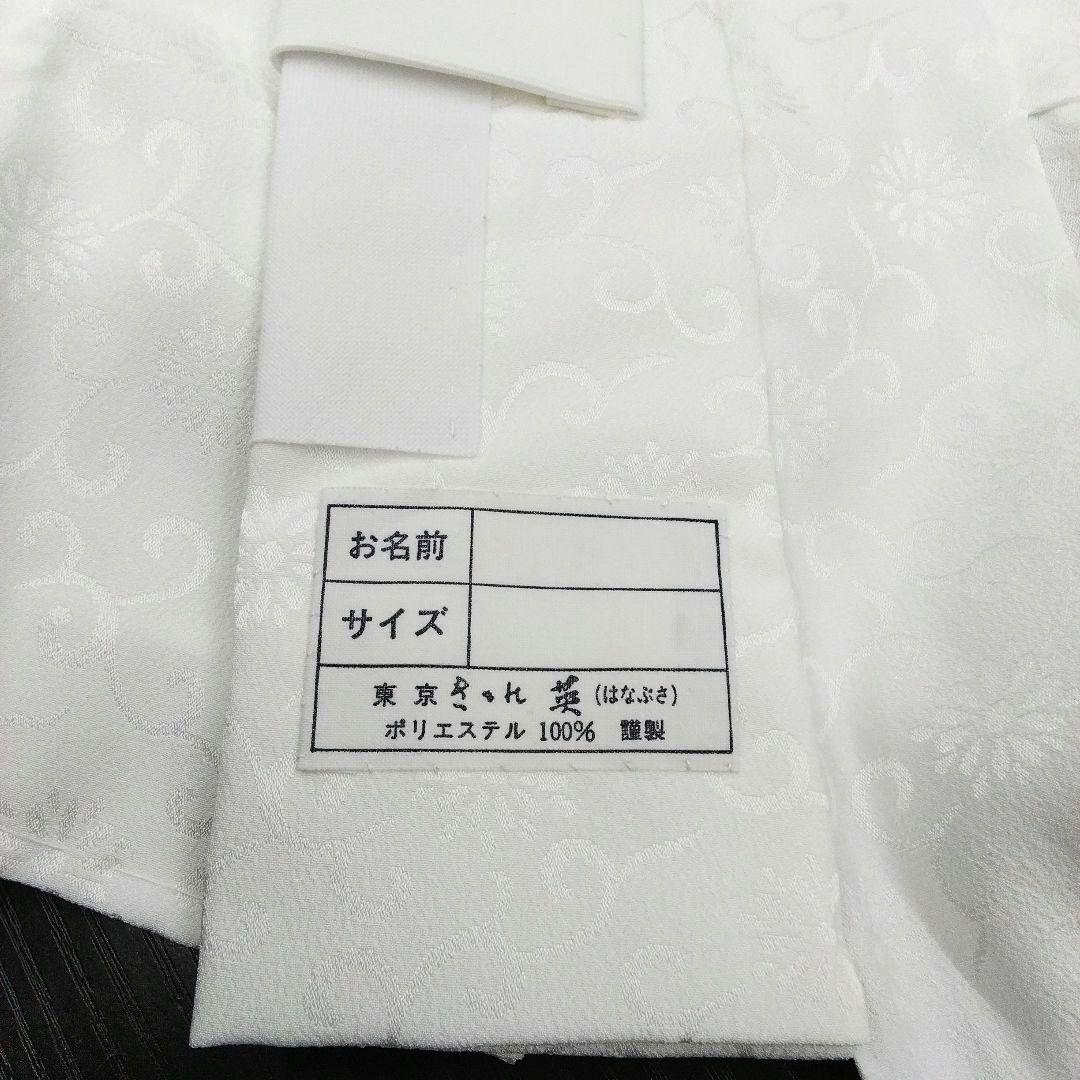 お名前
サイズ
東京 きゝれ 英 (はなぶさ)
ポリエステル 100% 謹製